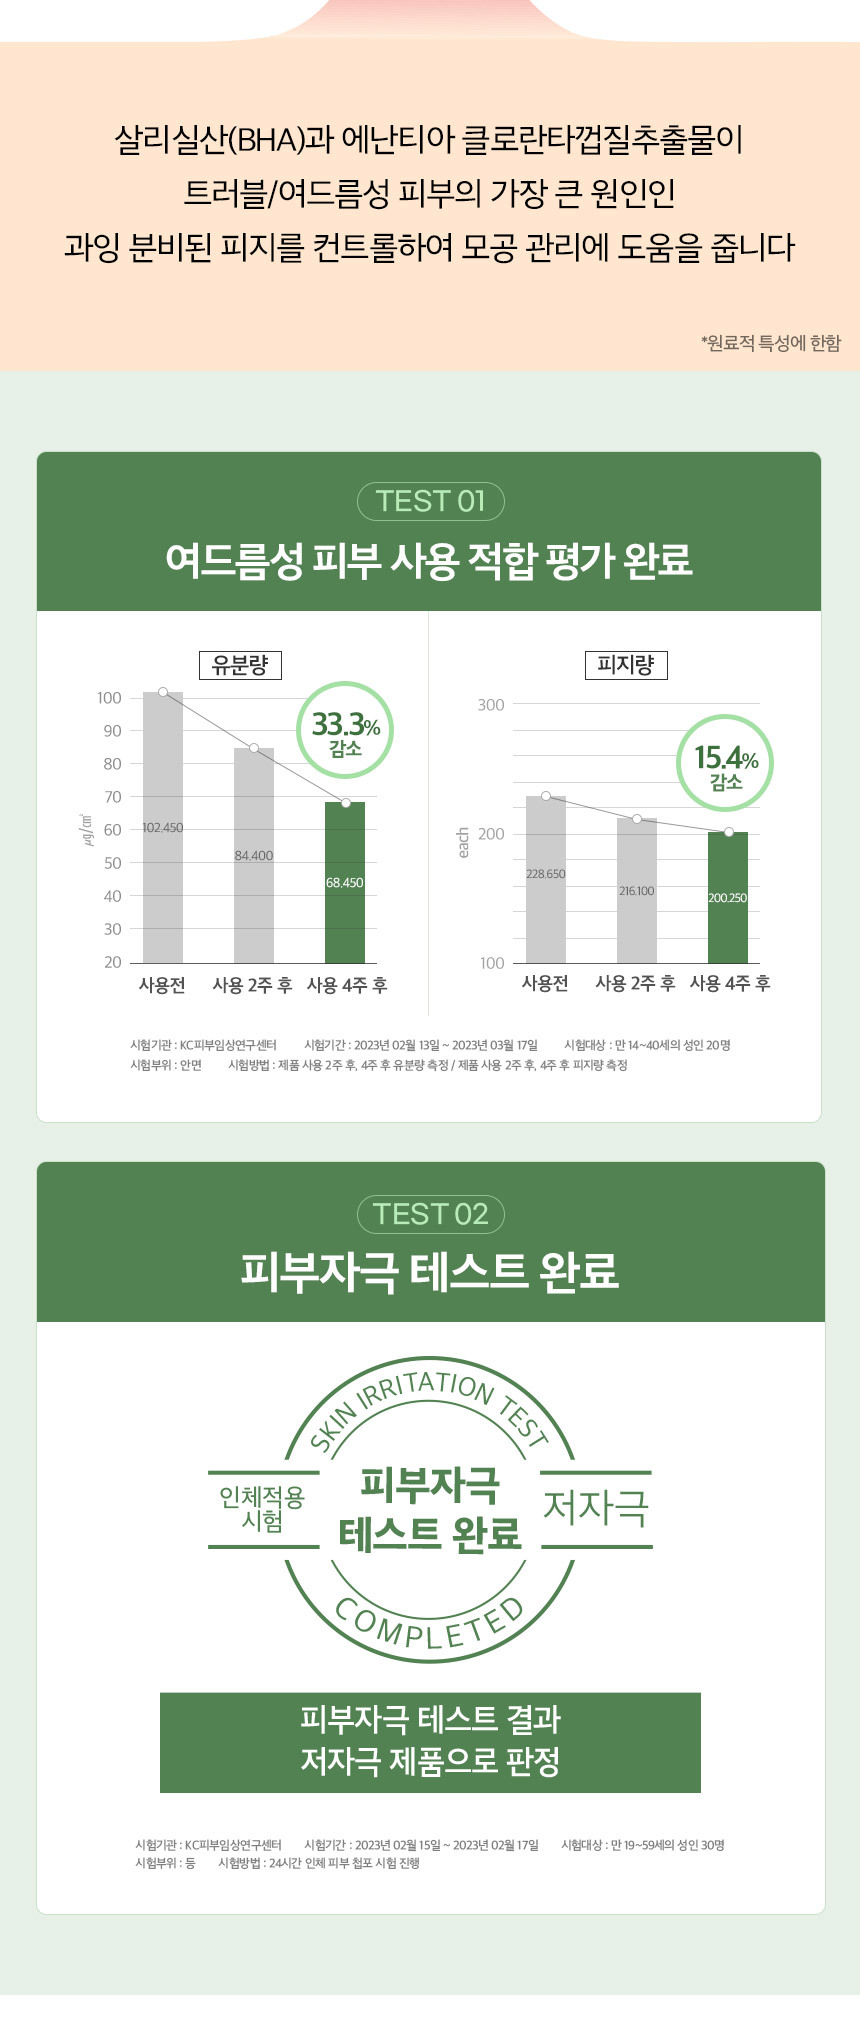 살리실산(BHA)과 에난티아 클로란타껍질추출물이
트러블/여드름성 피부의 가장 큰 원인인
과잉 분비된 피지를 컨트롤하여 모공 관리에 도움을 줍니다
*원료적 특성에 한함
TEST 01
여드름성 피부 사용 적합 평가 완료
유분량
100
90
80
70
60
50
40
30
20
㎍/㎠
102.450
84.400
68.450
33.3%
감소
사용전 사용 2주 후 사용 4주 후
피지량
300
200
100
each
228.650
216.100
200.250
15.4%
감소
사용전 사용 2주 후 사용 4주 후
시험기관 : KC피부임상연구센터 시험기간 : 2023년 02월 13일 ~ 2023년 03월 17일 시험대상 : 만 14~40세의 성인 20명
시험부위 : 안면 시험방법 : 제품 사용 2주 후, 4주 후 유분량 측정 / 제품 사용 2주 후, 4주 후 피지량 측정
TEST 02
피부자극 테스트 완료
SKIN IRRITATION TEST
인체적용
시험
피부자극
테스트 완료
저자극
COMPLETED
피부자극 테스트 결과
저자극 제품으로 판정
시험기관 : KC피부임상연구센터 시험기간 : 2023년 02월 15일 ~ 2023년 02월 17일 시험대상 : 만 19~59세의 성인 30명
시험부위 : 등 시험방법 : 24시간 인체 피부 첩포 시험 진행